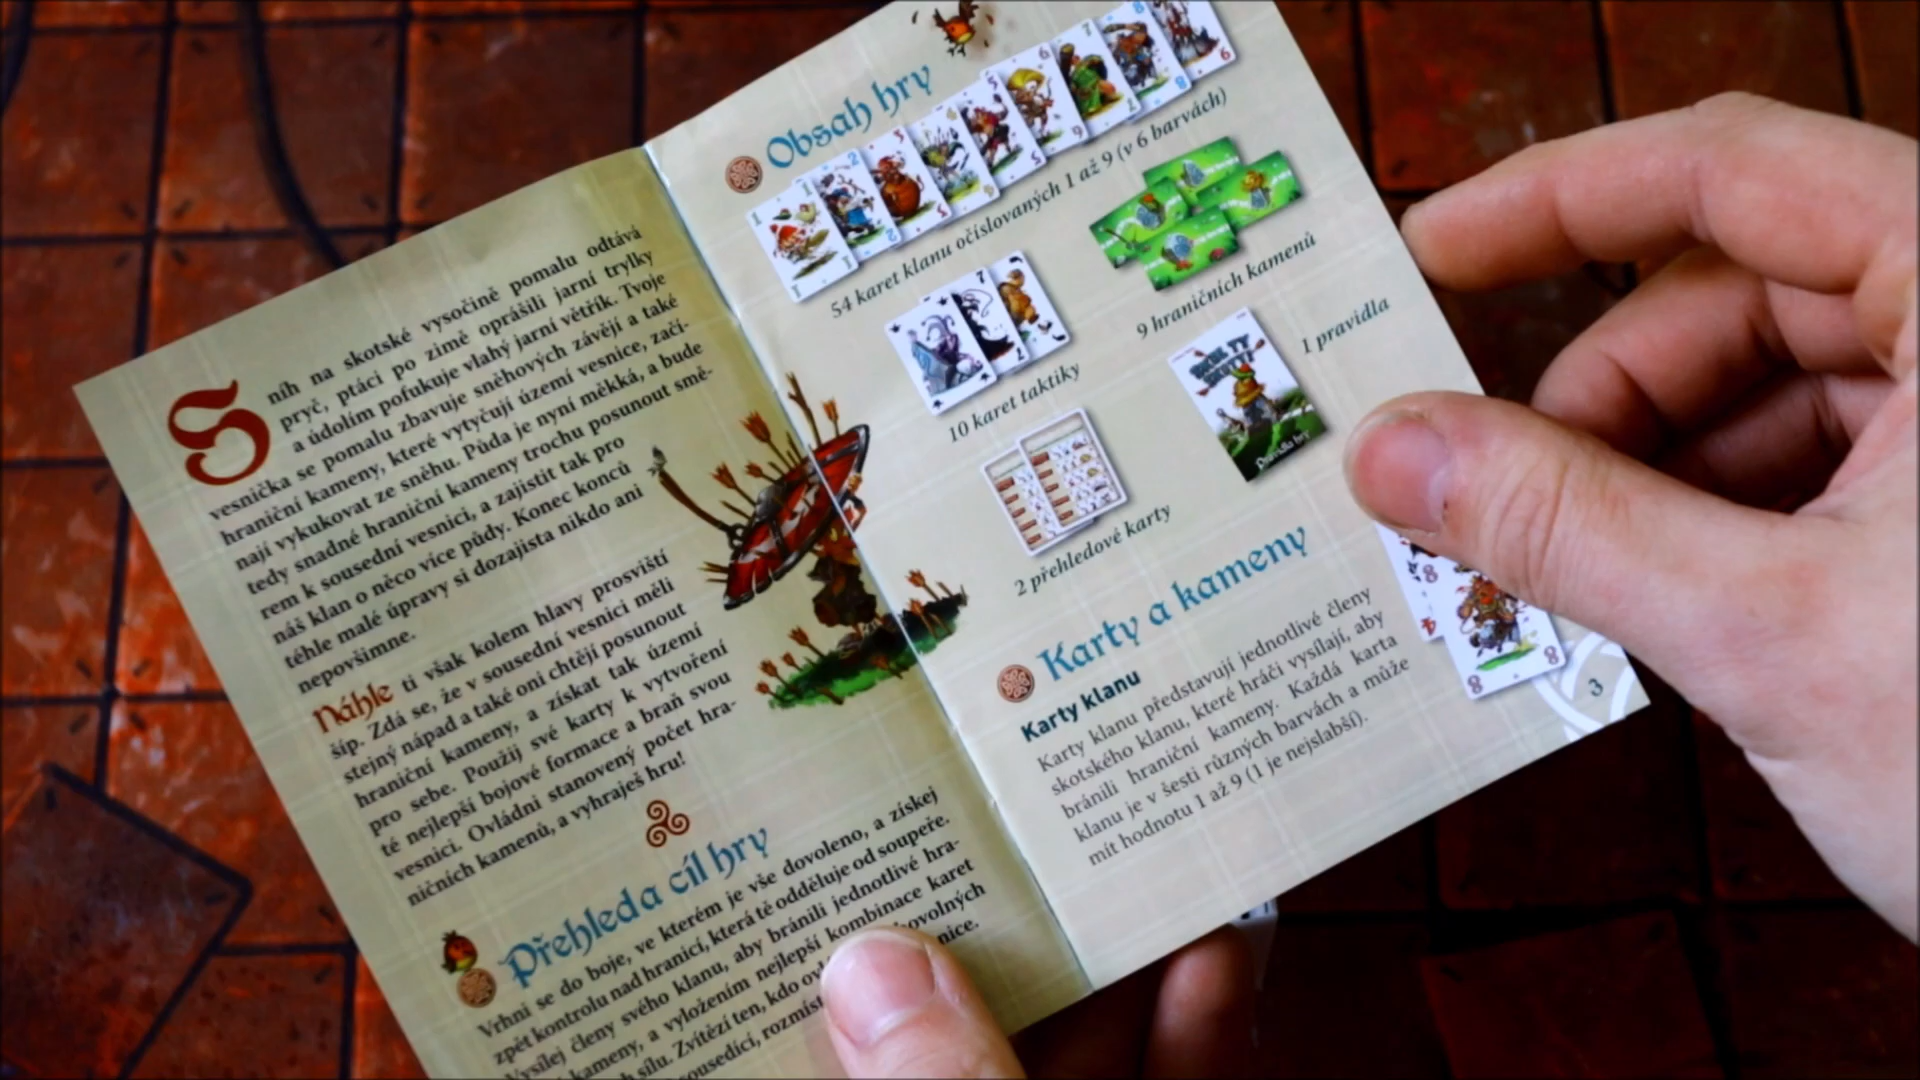 Sníh na skotské vysočině pomalu odtává
pryč, ptáci po zimě oprášili jarní trylky
a údolím pofukuje vlahý jarní větřík. Tvoje
vesnička se pomalu zbavuje sněhových závějí a také
hraniční kameny, které vytyčují území vesnice, začí-
nají vykukovat ze sněhu. Půda je nyní měkká, a bude
tedy snadné hraniční kameny trochu posunout smě-
rem k sousední vesnici, a zajistit tak pro
náš klan o něco více půdy. Konec konců
téhle malé úpravy si dozajista nikdo ani
nepovšimne.
Náhle ti však kolem hlavy prosviští
šíp. Zdá se, že v sousední vesnici měli
stejný nápad a také oni chtějí posunout
hraniční kameny, a získat tak území
pro sebe. Použij své karty k vytvoření
té nejlepší bojové formace a braň svou
vesnici. Ovládni stanovený počet hra-
ničních kamenů, a vyhraješ hru!
Přehled a cíl hry
Vrhni se do boje, ve kterém je vše dovoleno, a získej
zpět kontrolu nad hranicí, která tě odděluje od soupeře.
Vysílej členy svého klanu, aby bránili jednotlivé hra-
kameny, a vyložením nejlepší kombinace karet
sílu. Zvítězí ten, kdo
sousedící,
Obsah hry
54 karet klanu očíslovaných 1 až 9 (v 6 barvách)
9 hraničních kamenů
10 karet taktiky
1 pravidla
Pravidla hry
2 přehledové karty
Karty a kameny
Karty klanu
Karty klanu představují jednotlivé členy
skotského klanu, které hráči vysílají, aby
bránili hraniční kameny. Každá karta
klanu je v šesti různých barvách a může
mít hodnotu 1 až 9 (1 je nejslabší).
3